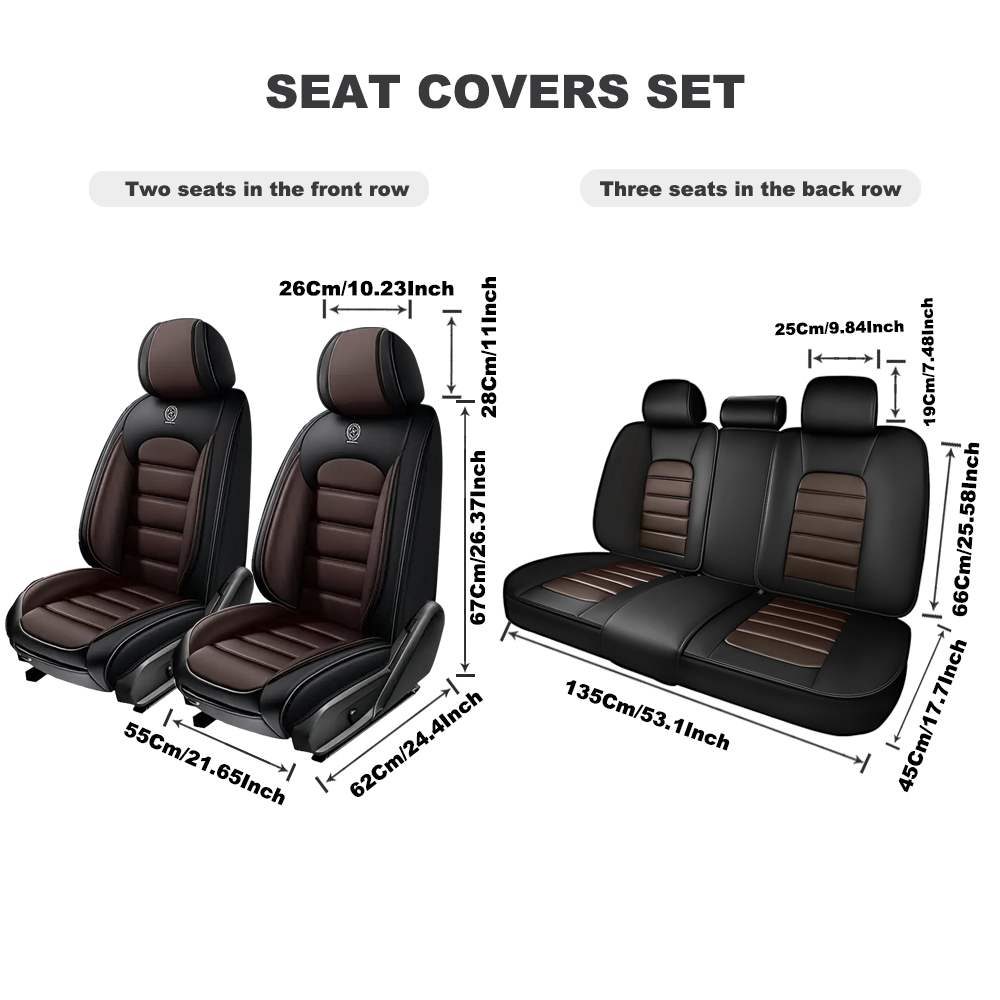 SEAT COVERS SET
Two seats in the front row
Three seats in the back row
26Cm/10.23Inch
28Cm/11Inch
67Cm/26.37Inch
55Cm/21.65Inch
62Cm/24.4Inch
25Cm/9.84Inch
19Cm/7.48Inch
66Cm/25.58Inch
135Cm/53.1Inch
45Cm/17.7Inch